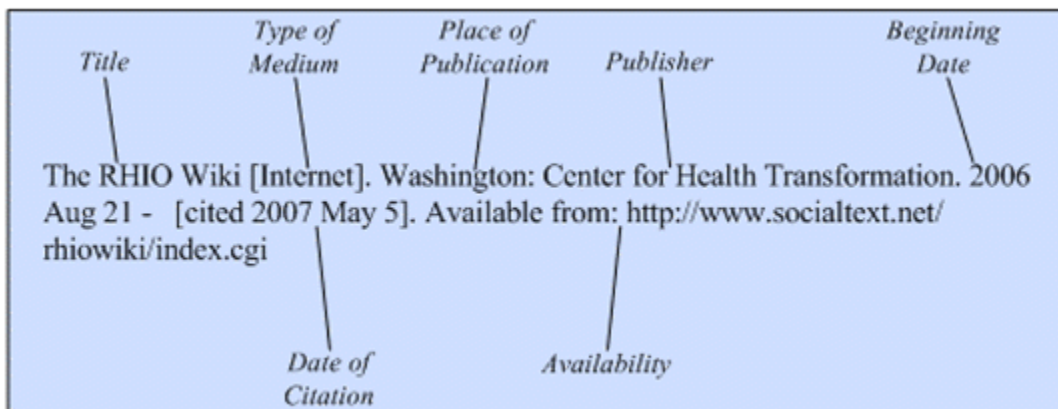 Type of Place of Beginning
Title Medium Publication Publisher Date
The RHIO Wiki [Internet]. Washington: Center for Health Transformation. 2006
Aug 21 - [cited 2007 May 5]. Available from: http://www.socialtext.net/
rhiowiki/index.cgi
Date of Availability
Citation